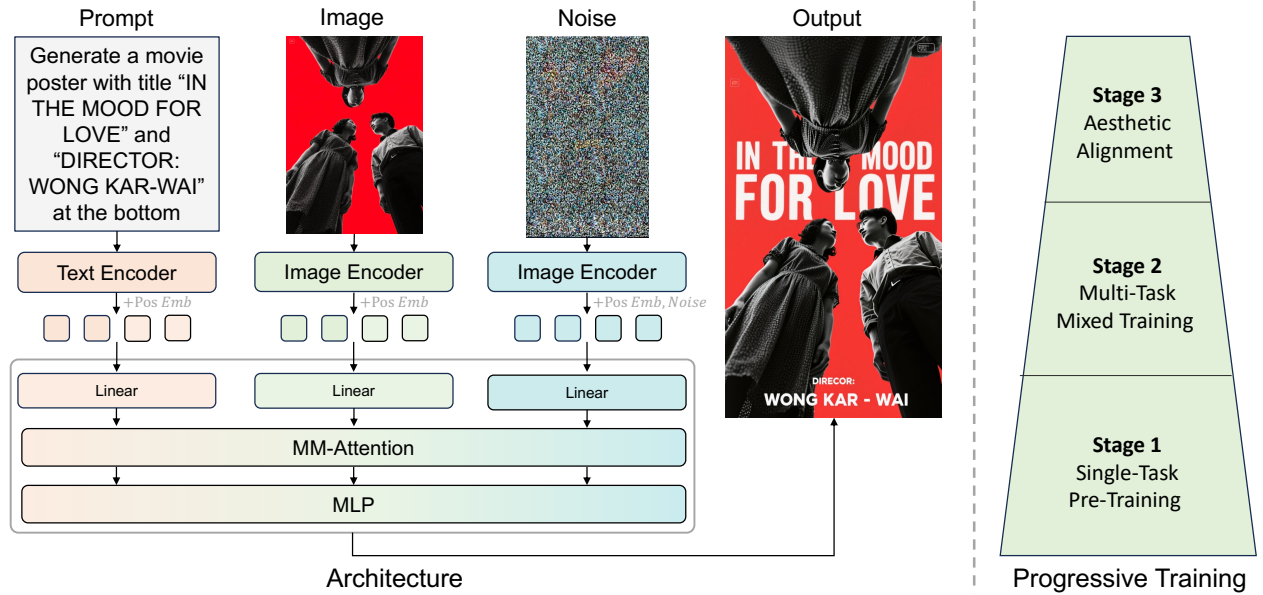 Prompt
Generate a movie
poster with title “IN
THE MOOD FOR
LOVE” and
“DIRECTOR:
WONG KAR-WAI”
at the bottom
Text Encoder
+Pos Emb
Linear
Image
Image Encoder
+Pos Emb
Linear
Noise
Image Encoder
+Pos Emb, Noise
Linear
MM-Attention
MLP
Output
IN THE MOOD
FOR LOVE
DIRECOR:
WONG KAR - WAI
Architecture
Stage 3
Aesthetic
Alignment
Stage 2
Multi-Task
Mixed Training
Stage 1
Single-Task
Pre-Training
Progressive Training